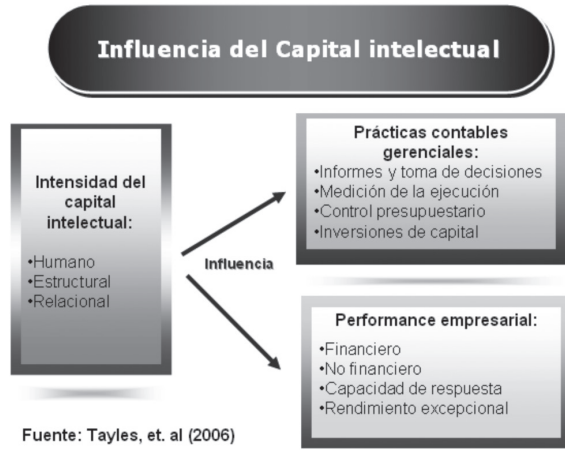 Influencia del Capital intelectual
Intensidad del
capital
intelectual:
•Humano
•Estructural
•Relacional
Influencia
Prácticas contables
gerenciales:
•Informes y toma de decisiones
•Medición de la ejecución
•Control presupuestario
•Inversiones de capital
Performance empresarial:
•Financiero
•No financiero
•Capacidad de respuesta
•Rendimiento excepcional
Fuente: Tayles, et. al (2006)